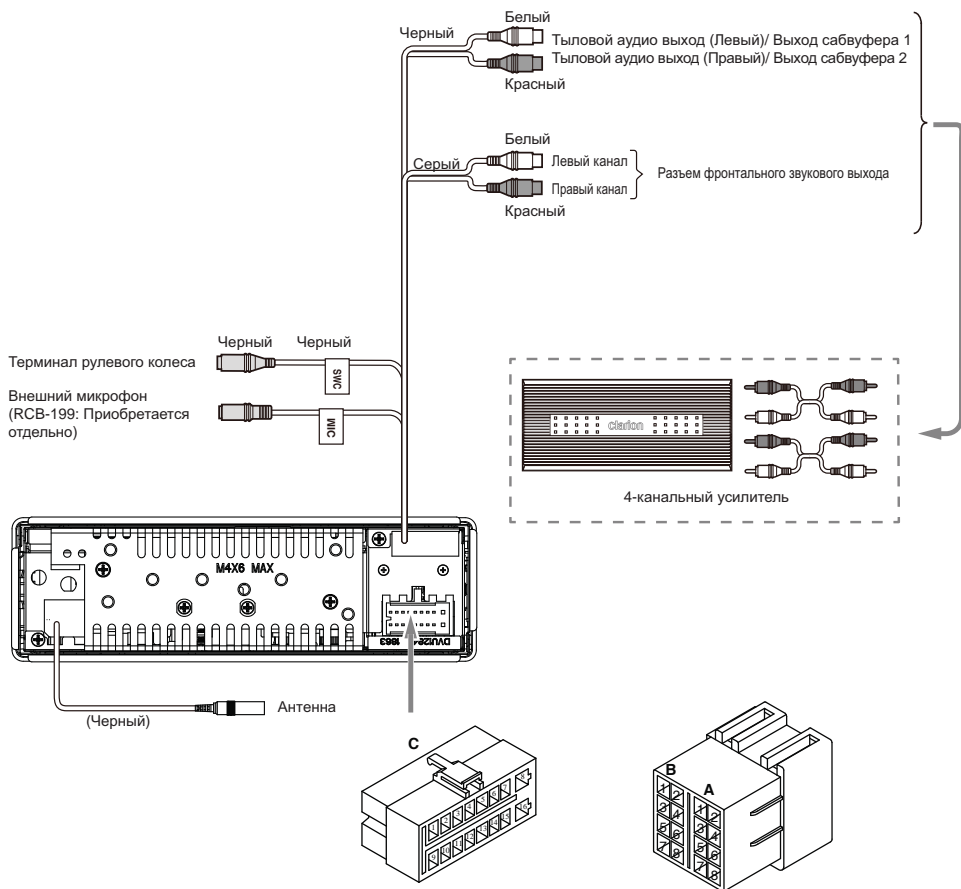 Белый
Черный
Тыловой аудио выход (Левый)/ Выход сабвуфера 1
Тыловой аудио выход (Правый)/ Выход сабвуфера 2
Красный
Белый
Серый
Левый канал
Правый канал
Разъем фронтального звукового выхода
Красный
Черный Черный
Терминал рулевого колеса
SWC
Внешний микрофон
(RCB-199: Приобретается
отдельно)
MIC
clarion
4-канальный усилитель
M4X6 MAX
1983
Антенна
(Черный)
C
B
A
1 2
3 4
5 6
7 8
1 2
3 4
5 6
7 8